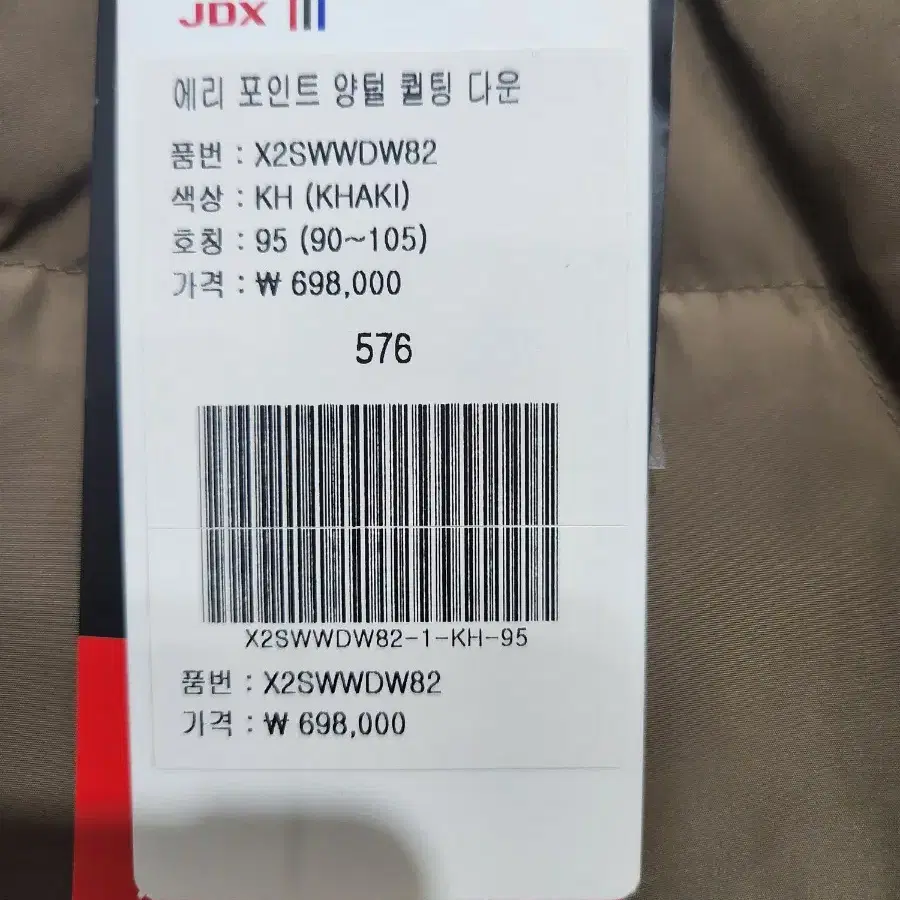 JDX
에리 포인트 양털 퀼팅 다운
품번 : X2SWWDW82
색상 : KH (KHAKI)
호칭 : 95 (90~105)
가격 : ₩ 698,000
576
X2SWWDW82-1-KH-95
품번 : X2SWWDW82
가격 : ₩ 698,000